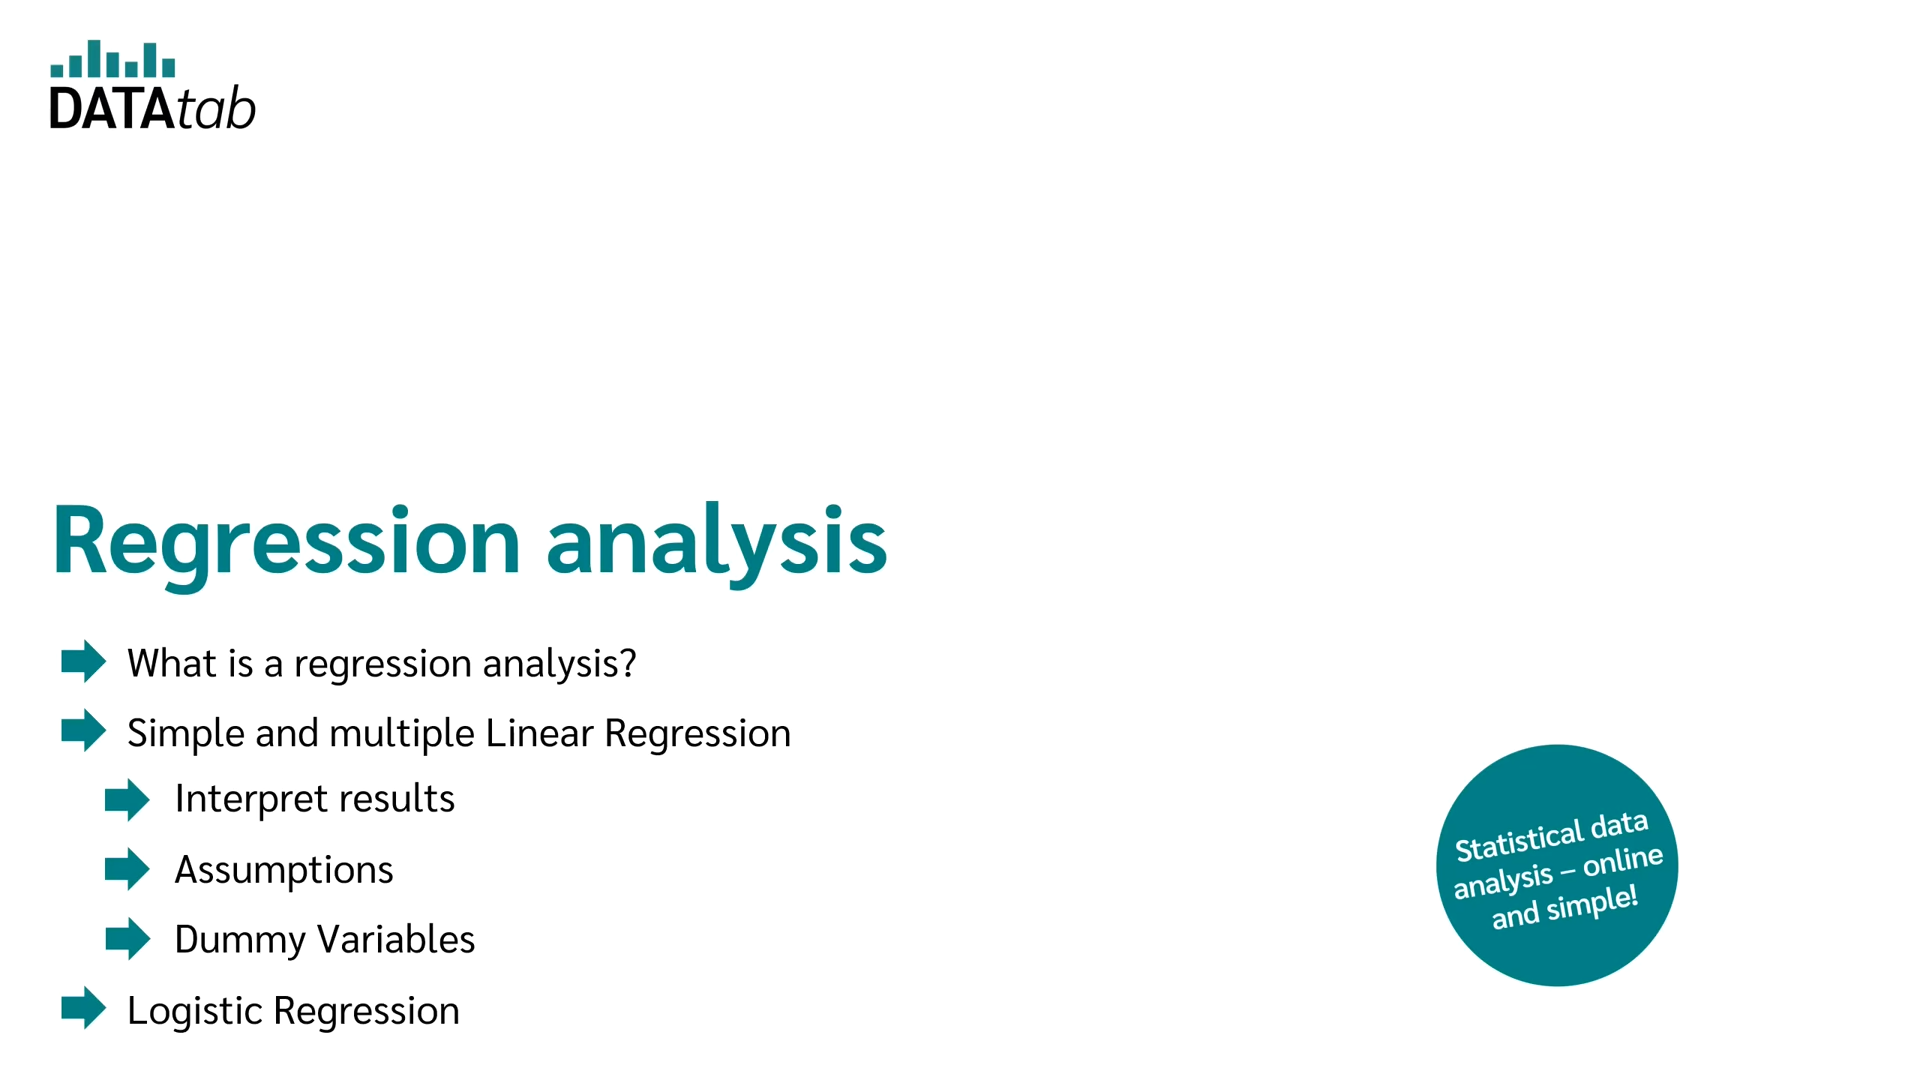 DATAtab
Regression analysis
What is a regression analysis?
Simple and multiple Linear Regression
Interpret results
Assumptions
Dummy Variables
Logistic Regression
Statistical data
analysis – online
and simple!